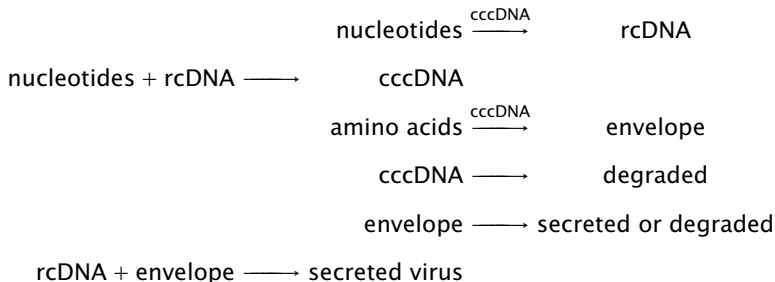 nucleotides cccDNA⟶ rcDNA
nucleotides + rcDNA ⟶ cccDNA
amino acids cccDNA⟶ envelope
cccDNA ⟶ degraded
envelope ⟶ secreted or degraded
rcDNA + envelope ⟶ secreted virus